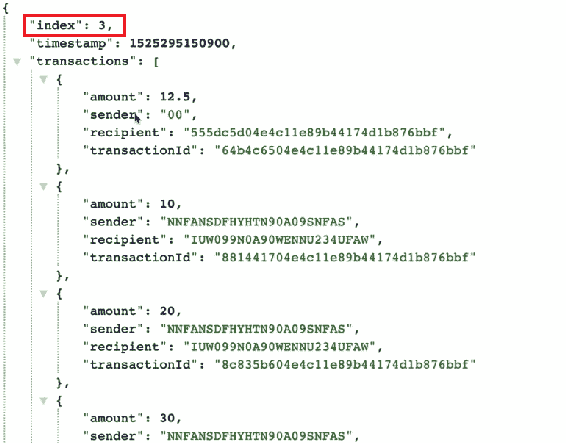 {
"index": 3,
"timestamp": 1525295150900,
"transactions": [
{
"amount": 12.5,
"sender": "00",
"recipient": "555dc5d04e4c11e89b44174d1b876bbf",
"transactionId": "64b4c6504e4c11e89b44174d1b876bbf"
},
{
"amount": 10,
"sender": "NNFANSDFHYHTN90A09SNFAS",
"recipient": "IUW099N0A90WENNU234UFAW",
"transactionId": "881441704e4c11e89b44174d1b876bbf"
},
{
"amount": 20,
"sender": "NNFANSDFHYHTN90A09SNFAS",
"recipient": "IUW099N0A90WENNU234UFAW",
"transactionId": "8c835b604e4c11e89b44174d1b876bbf"
},
{
"amount": 30,
"sender": "NNFANSDFHYHTN90A09SNFAS",